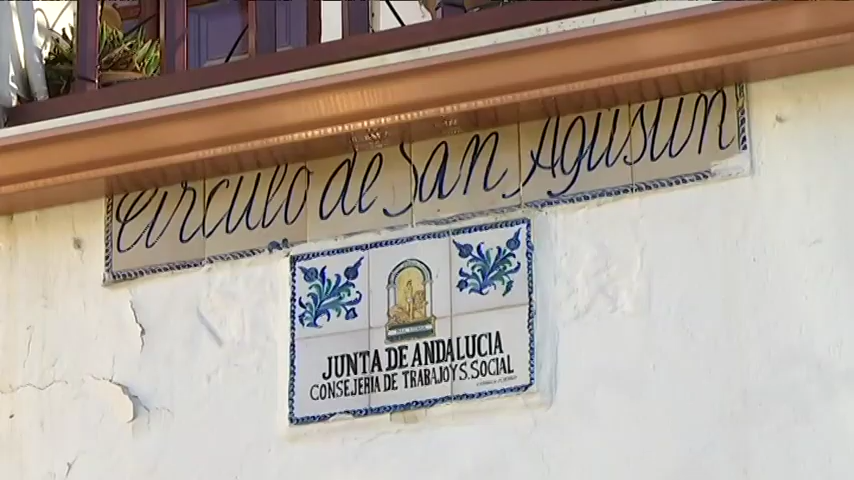 Circulo de San Agustin
JUNTA DE ANDALUCIA
CONSEJERIA DE TRABAJO Y S. SOCIAL